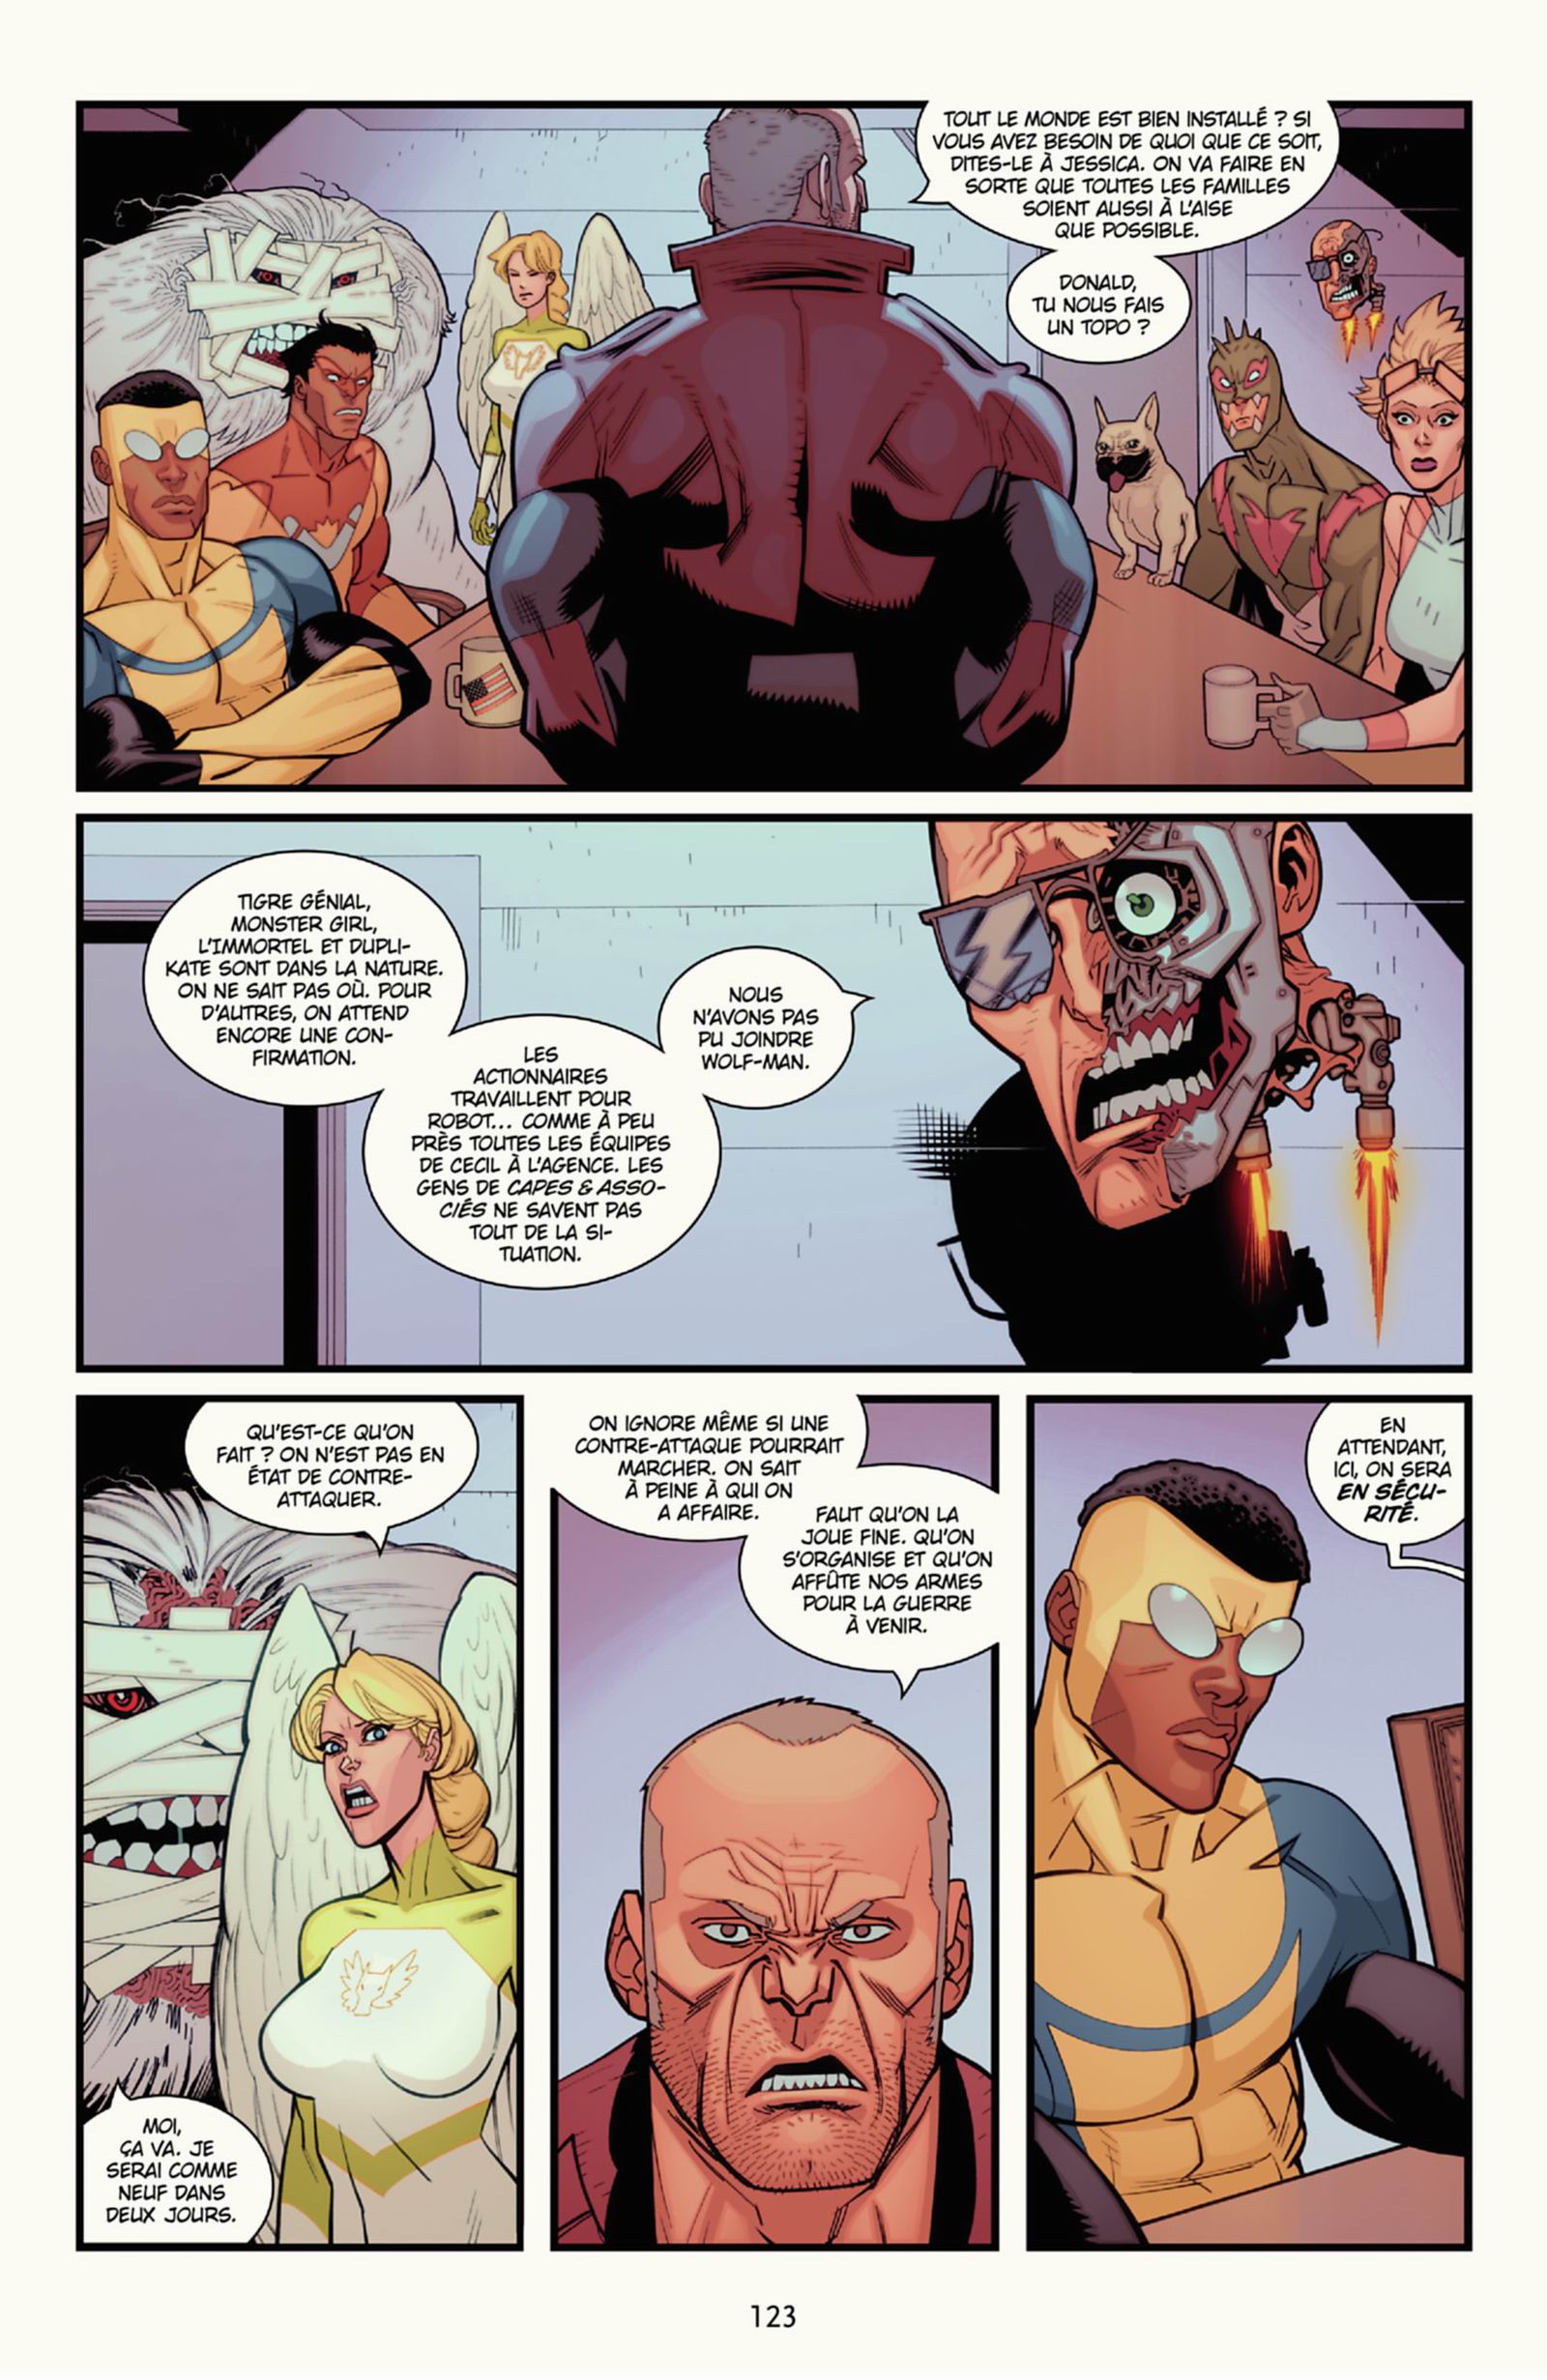 TOUT LE MONDE EST BIEN INSTALLÉ ? SI
VOUS AVEZ BESOIN DE QUOI QUE CE SOIT,
DITES-LE À JESSICA. ON VA FAIRE EN
SORTE QUE TOUTES LES FAMILLES
SOIENT AUSSI À L'AISE
QUE POSSIBLE.
DONALD,
TU NOUS FAIS
UN TOPO ?
TIGRE GÉNIAL,
MONSTER GIRL,
L'IMMORTEL ET DUPLI-
KATE SONT DANS LA NATURE.
ON NE SAIT PAS OÙ. POUR
D'AUTRES, ON ATTEND
ENCORE UNE CON-
FIRMATION.
LES
ACTIONNAIRES
TRAVAILLENT POUR
ROBOT... COMME À PEU
PRÈS TOUTES LES ÉQUIPES
DE CECIL À L'AGENCE. LES
GENS DE CAPES & ASSO-
CIÉS NE SAVENT PAS
TOUT DE LA SI-
TUATION.
NOUS
N'AVONS PAS
PU JOINDRE
WOLF-MAN.
QU'EST-CE QU'ON
FAIT ? ON N'EST PAS EN
ÉTAT DE CONTRE-
ATTAQUER.
MOI,
ÇA VA. JE
SERAI COMME
NEUF DANS
DEUX JOURS.
ON IGNORE MÊME SI UNE
CONTRE-ATTAQUE POURRAIT
MARCHER. ON SAIT
À PEINE À QUI ON
A AFFAIRE.
FAUT QU'ON LA
JOUE FINE. QU'ON
S'ORGANISE ET QU'ON
AFFÛTE NOS ARMES
POUR LA GUERRE
À VENIR.
EN
ATTENDANT,
ICI, ON SERA
EN SÉCU-
RITÉ.
123